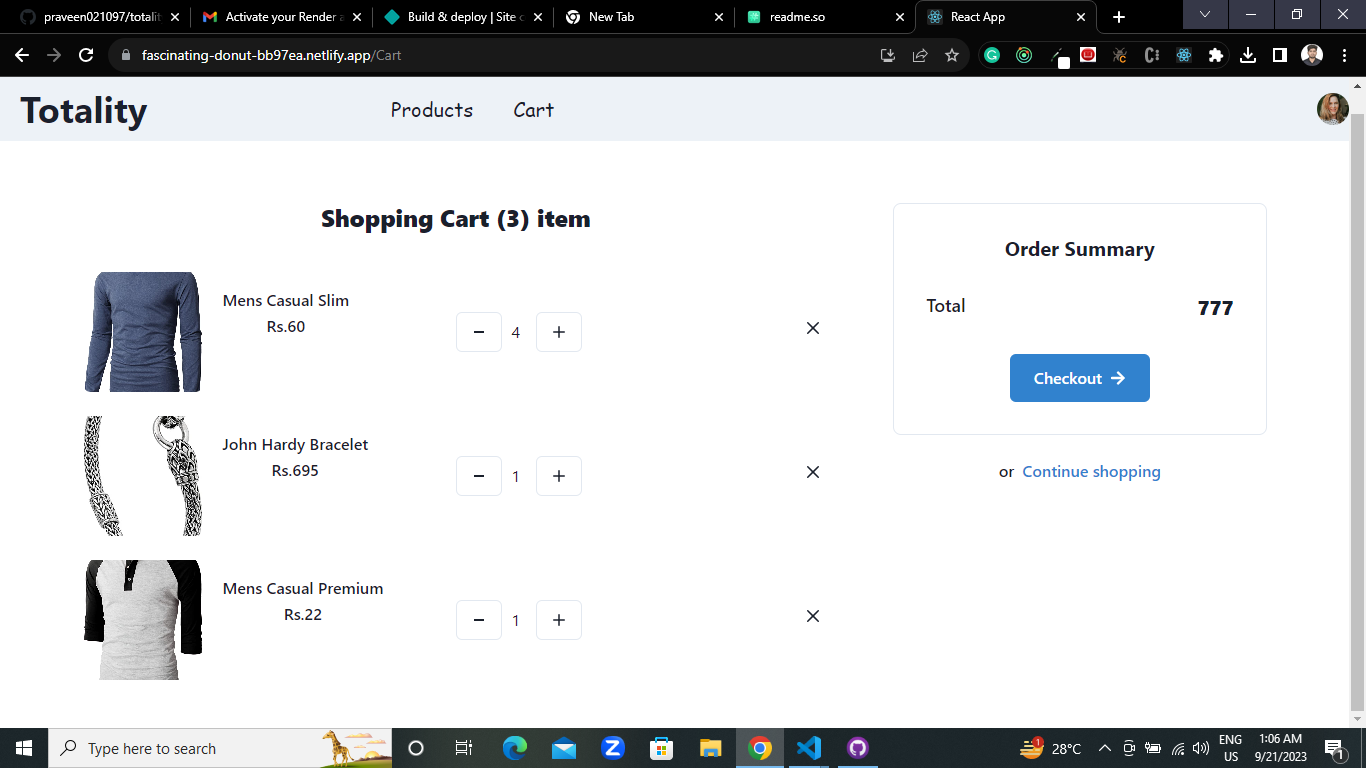 praveen021097/totalit
Activate your Render a
Build & deploy | Site c
New Tab
readme.so
React App
fascinating-donut-bb97ea.netlify.app/Cart
Totality
Products
Cart
Shopping Cart (3) item
Mens Casual Slim
Rs.60
4
John Hardy Bracelet
Rs.695
1
Mens Casual Premium
Rs.22
1
Order Summary
Total 777
Checkout
or Continue shopping
Type here to search
1
28°C
ENG
US
1:06 AM
9/21/2023
1